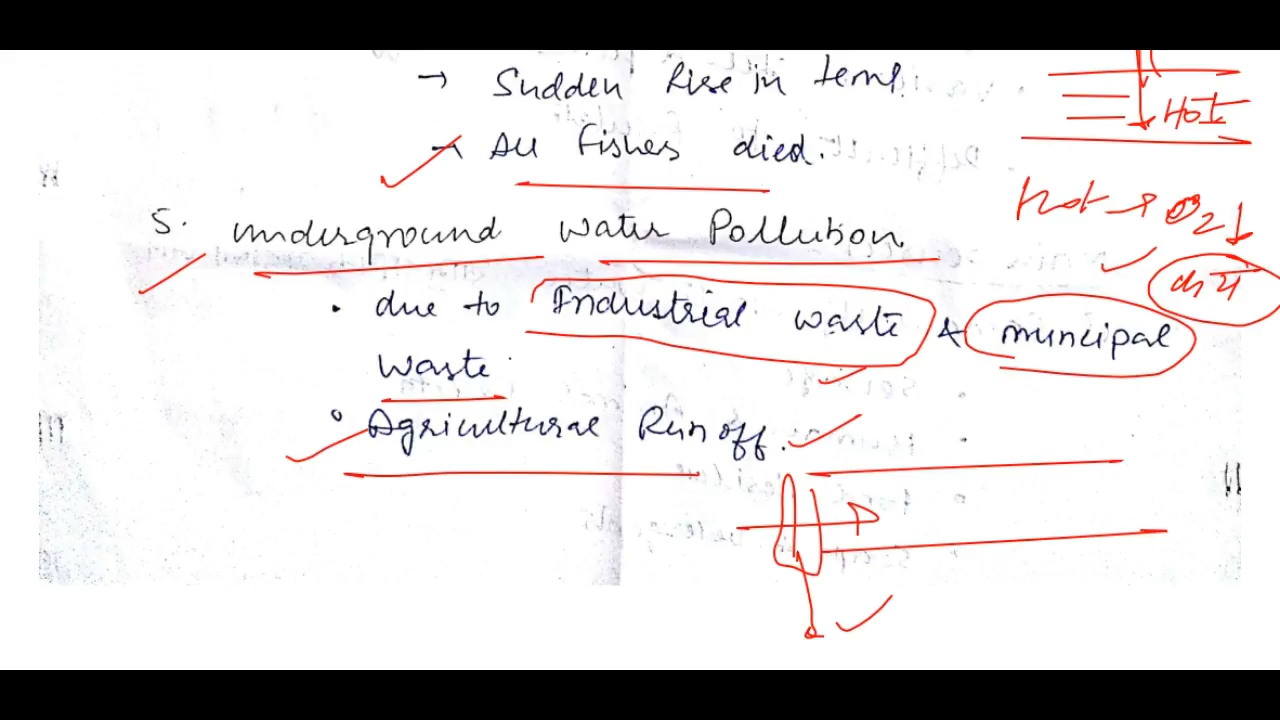 → Sudden Rise in temp.
HOT
→ All Fishes died.
Hot → O2 ↓
5. underground water Pollution
• due to Industrial waste & municipal
waste
• Agricultural Run off.